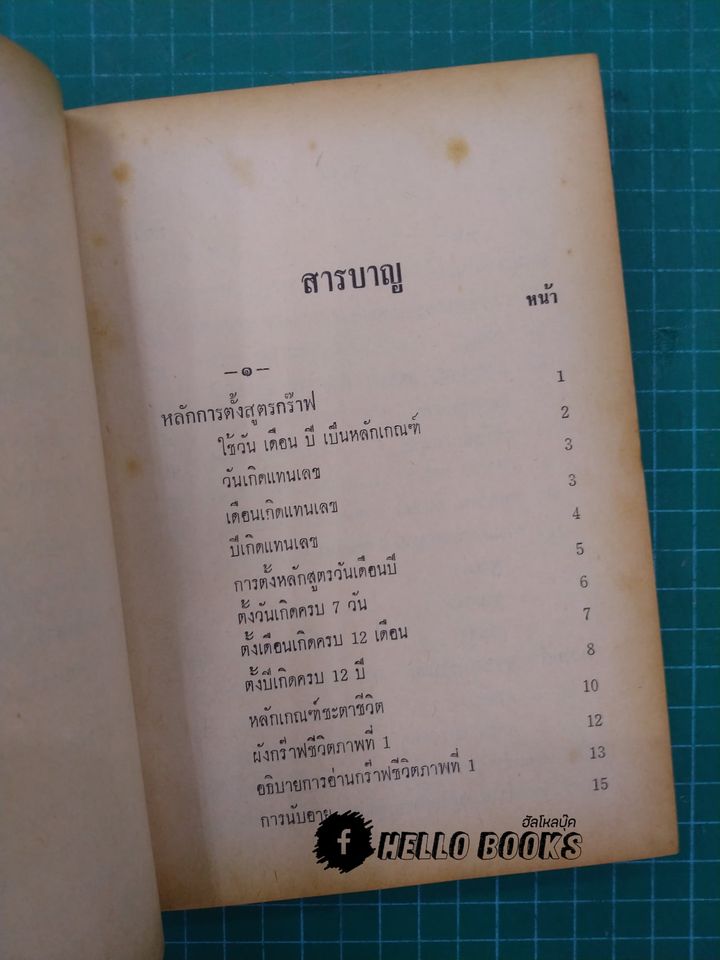 สารบาญ
หน้า
—๑—
หลักการตั้งสูตรกร๊าฟ 1
ใช้วัน เดือน ปี เป็นหลักเกณฑ์ 2
วันเกิดแทนเลข 3
เดือนเกิดแทนเลข 3
ปีเกิดแทนเลข 4
การตั้งหลักสูตรวันเดือนปี 5
ตั้งวันเกิดครบ 7 วัน 6
ตั้งเดือนเกิดครบ 12 เดือน 7
ตั้งปีเกิดครบ 12 ปี 8
หลักเกณฑ์ชะตาชีวิต 10
ผังกร๊าฟชีวิตภาพที่ 1 12
อธิบายการอ่านกร๊าฟชีวิตภาพที่ 1 13
การนับอายุ 15
ฮัลโหลบุ๊ค
f HELLO BOOKS